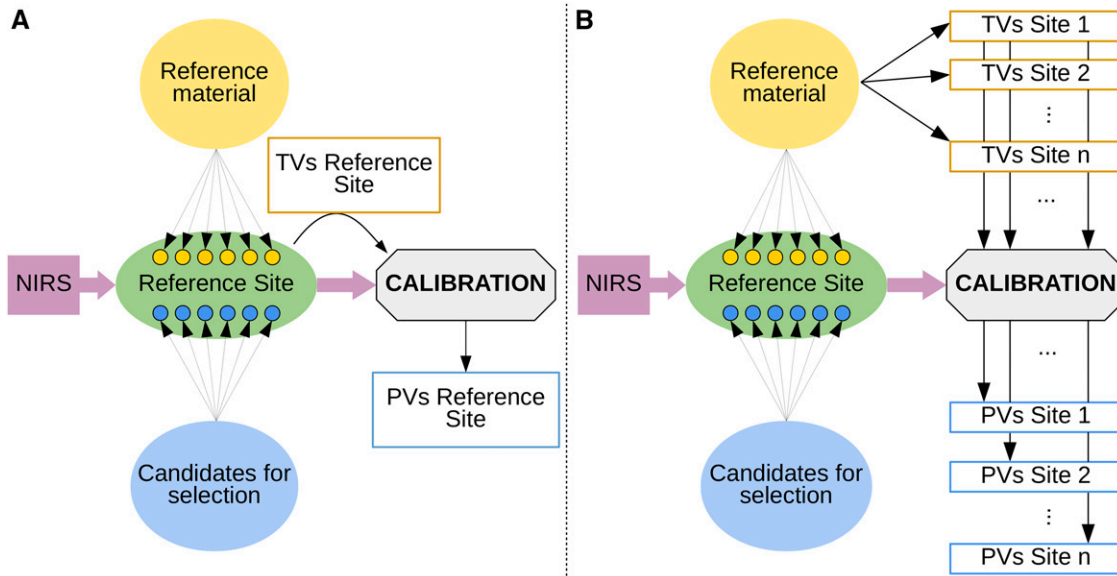 A
Reference
material
TVs Reference
Site
NIRS
Reference Site
CALIBRATION
PVs Reference
Site
Candidates for
selection
B
Reference
material
TVs Site 1
TVs Site 2
...
TVs Site n
...
NIRS
Reference Site
CALIBRATION
...
PVs Site 1
PVs Site 2
...
PVs Site n
Candidates for
selection